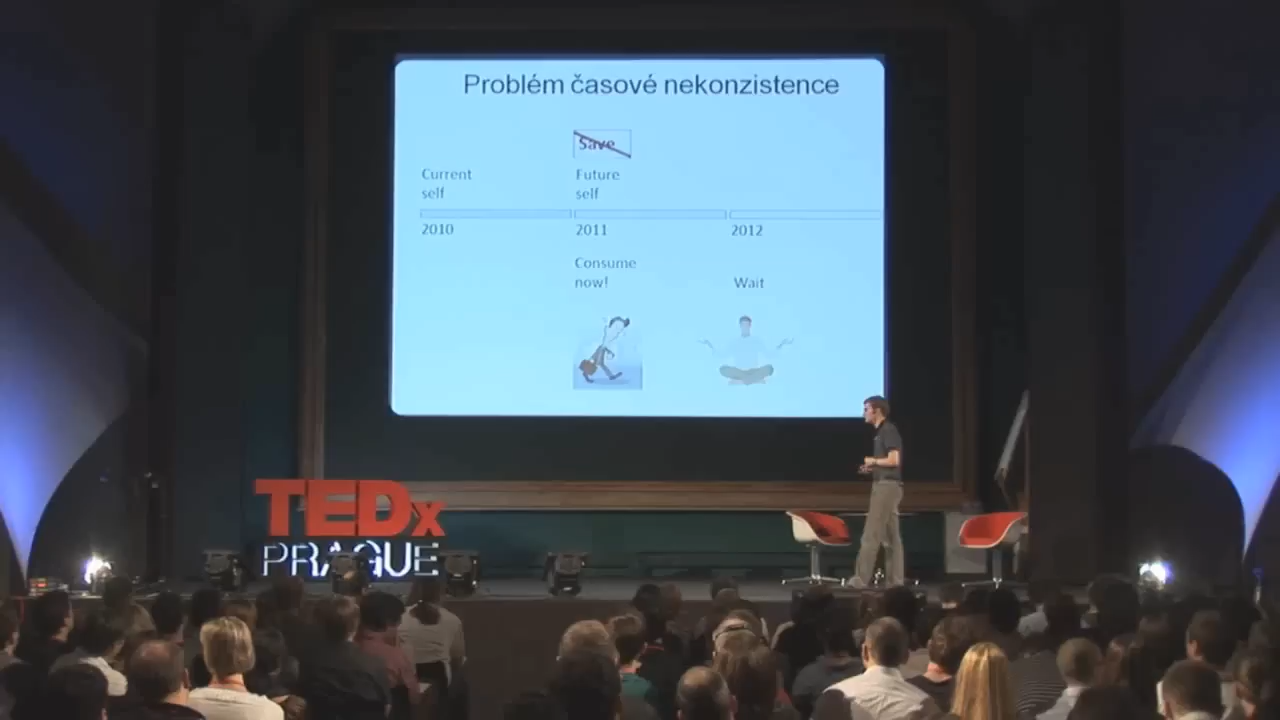 Problém časové nekonzistence
Save
Current
self
Future
self
2010
2011
2012
Consume
now!
Wait
TEDx
PRAGUE